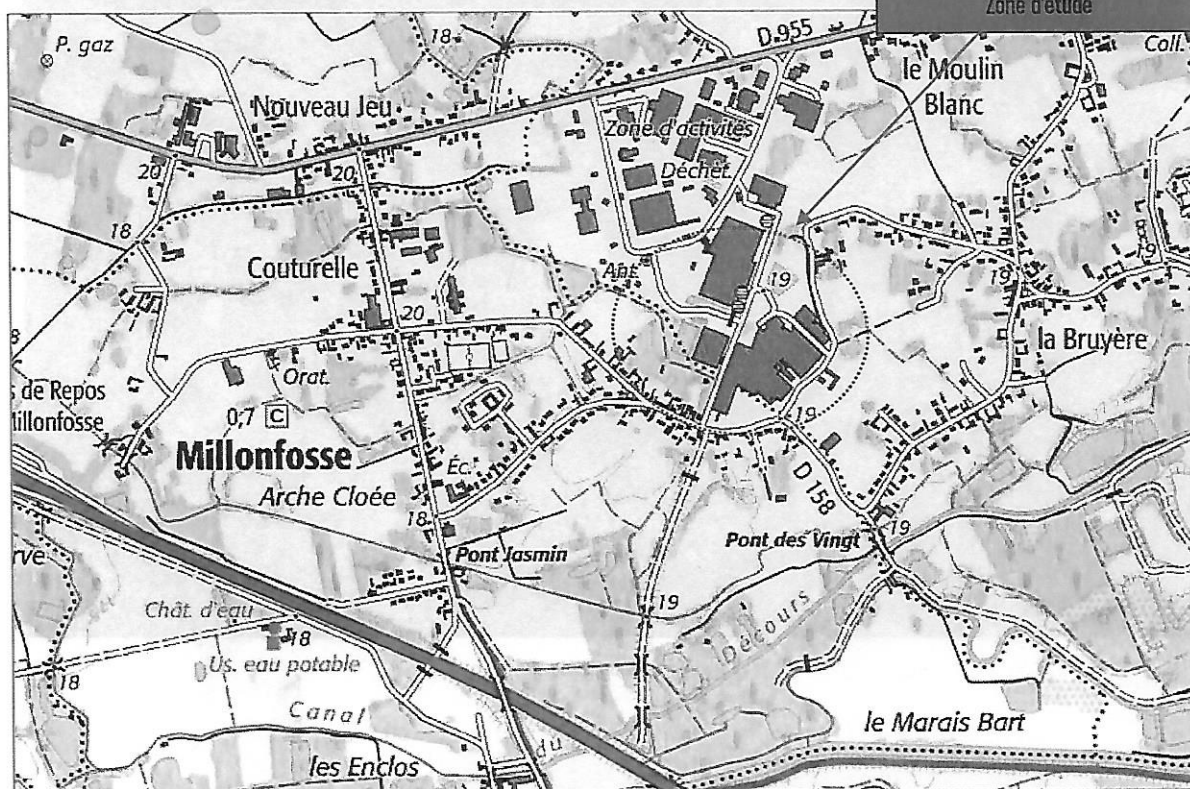 Zone d'étude
P. gaz
18
D 955
Coll.
le Moulin
Blanc
Nouveau Jeu
Zone d'activités
Déchet.
20
20
18
Couturelle
Ant.
19
19
19
20
la Bruyère
Orat.
s de Repos
illonfosse
0,7 C
19
Millonfosse
Éc.
Arche Cloée
D 158
18
19
Pont Jasmin
Pont des Vingt
rve
19
Chât. d'eau
18
Décours
Us. eau potable
18
Canal
du
le Marais Bart
les Enclos